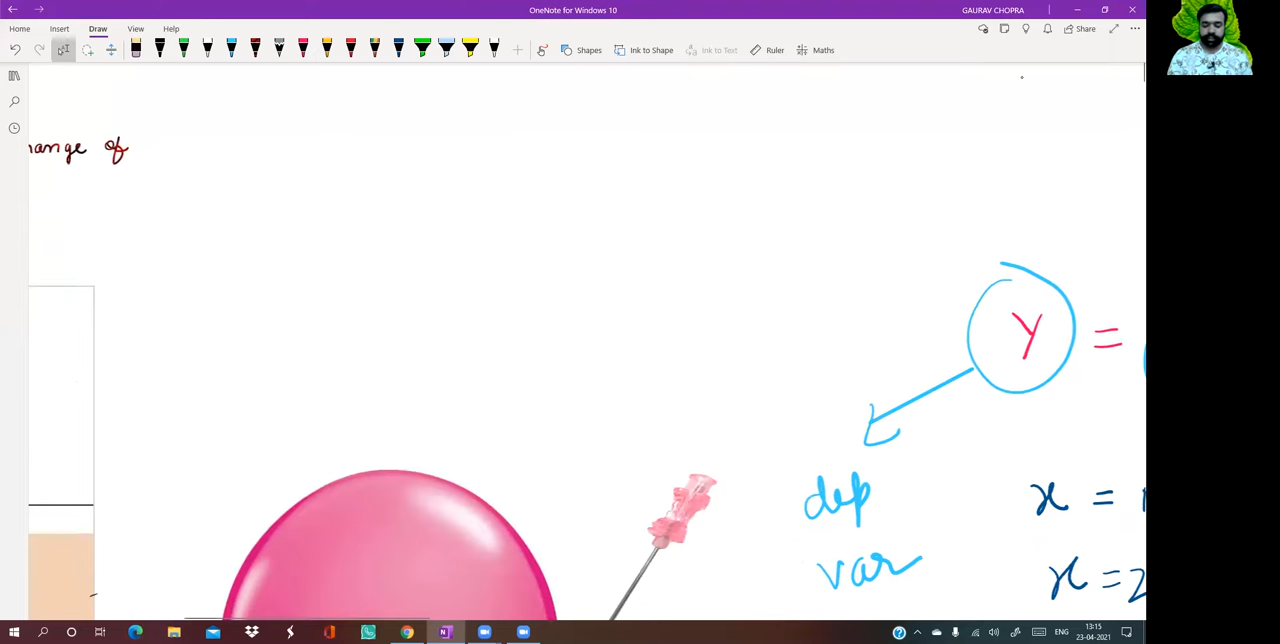 OneNote for Windows 10
GAURAV CHOPRA
Home Insert Draw View Help
Share
Shapes Ink to Shape Ink to Text Ruler Maths
hange of
Y =
dep
var
x =
x = 2
ENG
13:15
23-04-2021